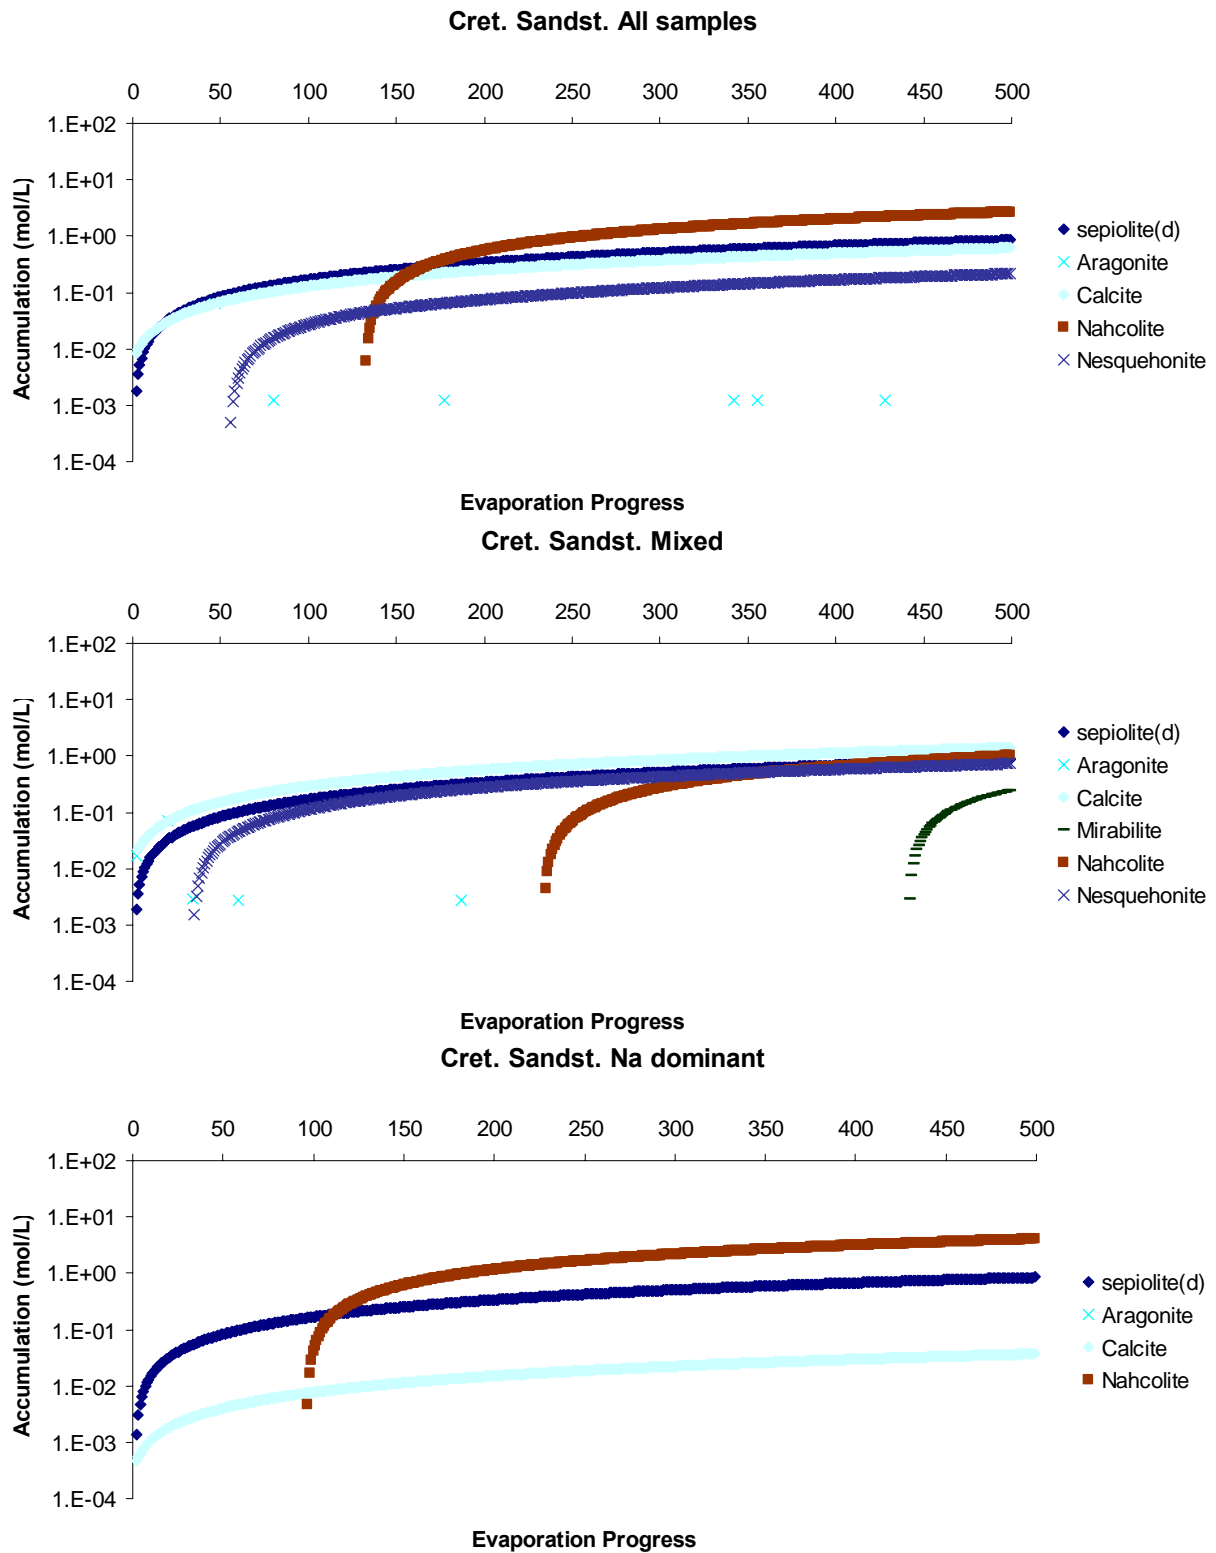 Cret. Sandst. All samples
0 50 100 150 200 250 300 350 400 450 500
1.E+02
1.E+01
1.E+00
1.E-01
1.E-02
1.E-03
1.E-04
Accumulation (mol/L)
sepiolite(d)
Aragonite
Calcite
Nahcolite
Nesquehonite
Evaporation Progress
Cret. Sandst. Mixed
0 50 100 150 200 250 300 350 400 450 500
1.E+02
1.E+01
1.E+00
1.E-01
1.E-02
1.E-03
1.E-04
Accumulation (mol/L)
sepiolite(d)
Aragonite
Calcite
Mirabilite
Nahcolite
Nesquehonite
Evaporation Progress
Cret. Sandst. Na dominant
0 50 100 150 200 250 300 350 400 450 500
1.E+02
1.E+01
1.E+00
1.E-01
1.E-02
1.E-03
1.E-04
Accumulation (mol/L)
sepiolite(d)
Aragonite
Calcite
Nahcolite
Evaporation Progress